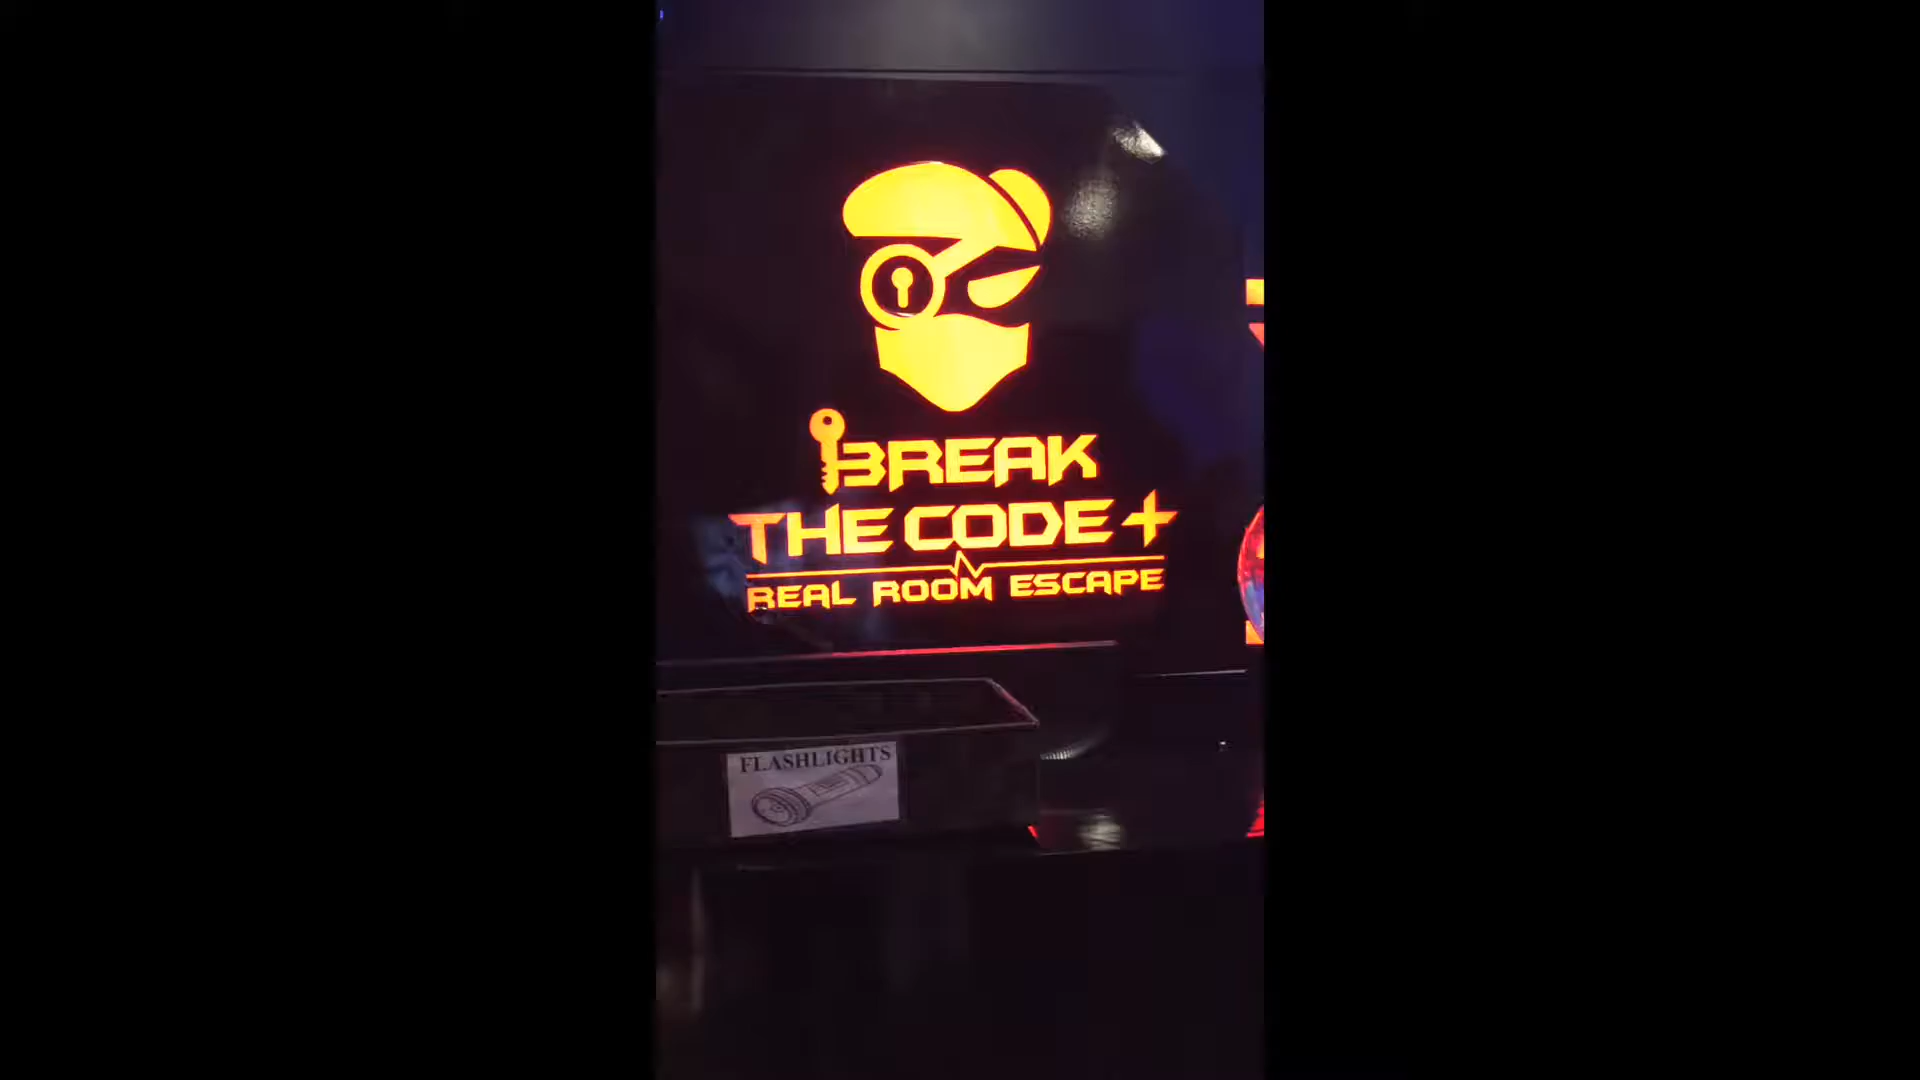 BREAK
THE CODE+
REAL ROOM ESCAPE
FLASHLIGHTS